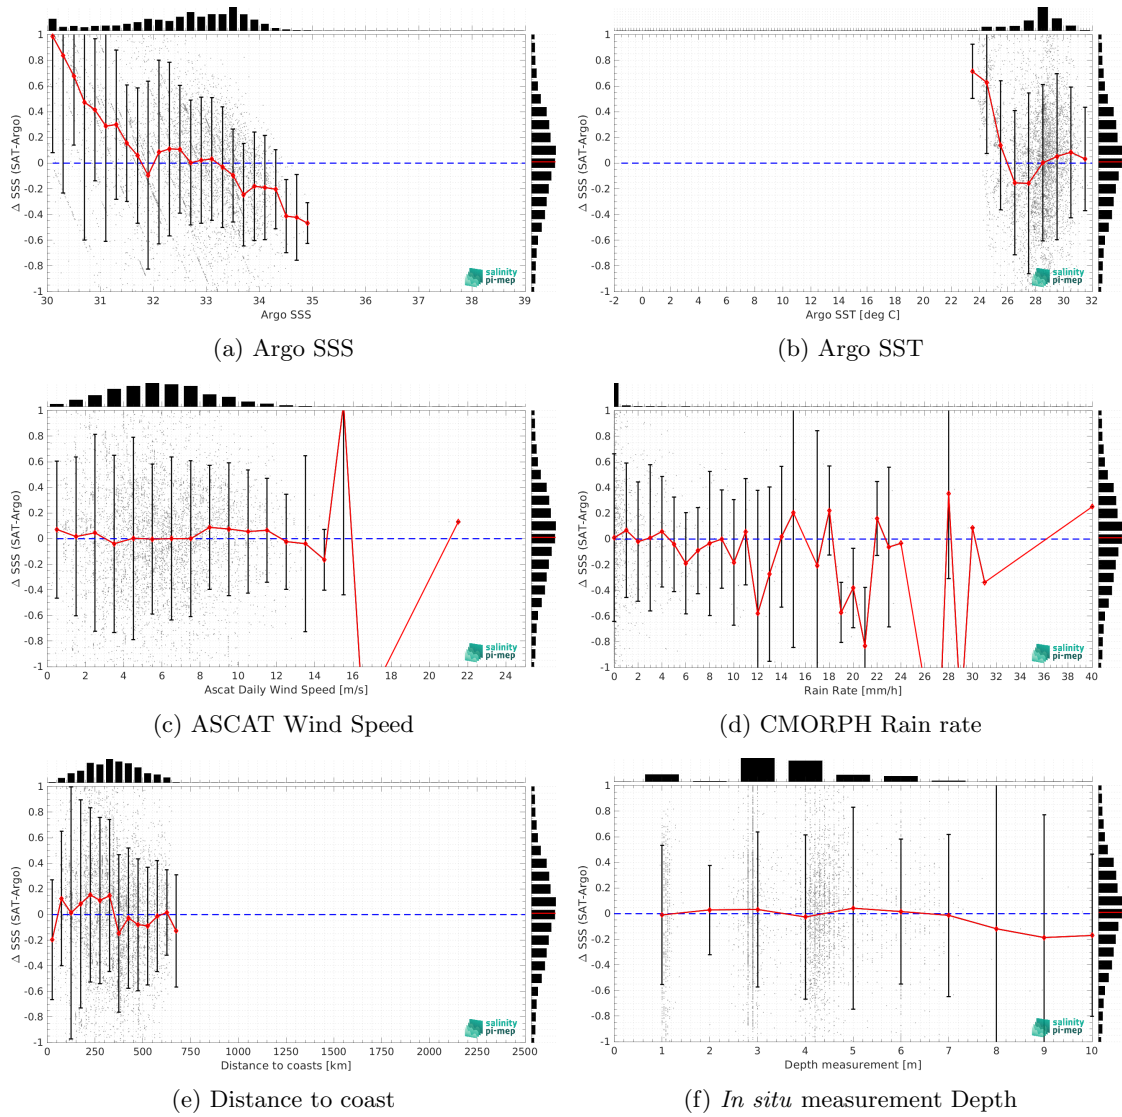 1
0.8
0.6
0.4
0.2
0
-0.2
-0.4
-0.6
-0.8
-1
Δ SSS (SAT-Argo)
30 31 32 33 34 35 36 37 38 39
Argo SSS
salinity
pi-mep
(a) Argo SSS
1
0.8
0.6
0.4
0.2
0
-0.2
-0.4
-0.6
-0.8
-1
Δ SSS (SAT-Argo)
-2 0 2 4 6 8 10 12 14 16 18 20 22 24 26 28 30 32
Argo SST [deg C]
salinity
pi-mep
(b) Argo SST
1
0.8
0.6
0.4
0.2
0
-0.2
-0.4
-0.6
-0.8
-1
Δ SSS (SAT-Argo)
0 2 4 6 8 10 12 14 16 18 20 22 24
Ascat Daily Wind Speed [m/s]
salinity
pi-mep
(c) ASCAT Wind Speed
1
0.8
0.6
0.4
0.2
0
-0.2
-0.4
-0.6
-0.8
-1
Δ SSS (SAT-Argo)
0 2 4 6 8 10 12 14 16 18 20 22 24 26 28 30 32 34 36 38 40
Rain Rate [mm/h]
salinity
pi-mep
(d) CMORPH Rain rate
1
0.8
0.6
0.4
0.2
0
-0.2
-0.4
-0.6
-0.8
-1
Δ SSS (SAT-Argo)
0 250 500 750 1000 1250 1500 1750 2000 2250 2500
Distance to coasts [km]
salinity
pi-mep
(e) Distance to coast
1
0.8
0.6
0.4
0.2
0
-0.2
-0.4
-0.6
-0.8
-1
Δ SSS (SAT-Argo)
0 1 2 3 4 5 6 7 8 9 10
Depth measurement [m]
salinity
pi-mep
(f) In situ measurement Depth